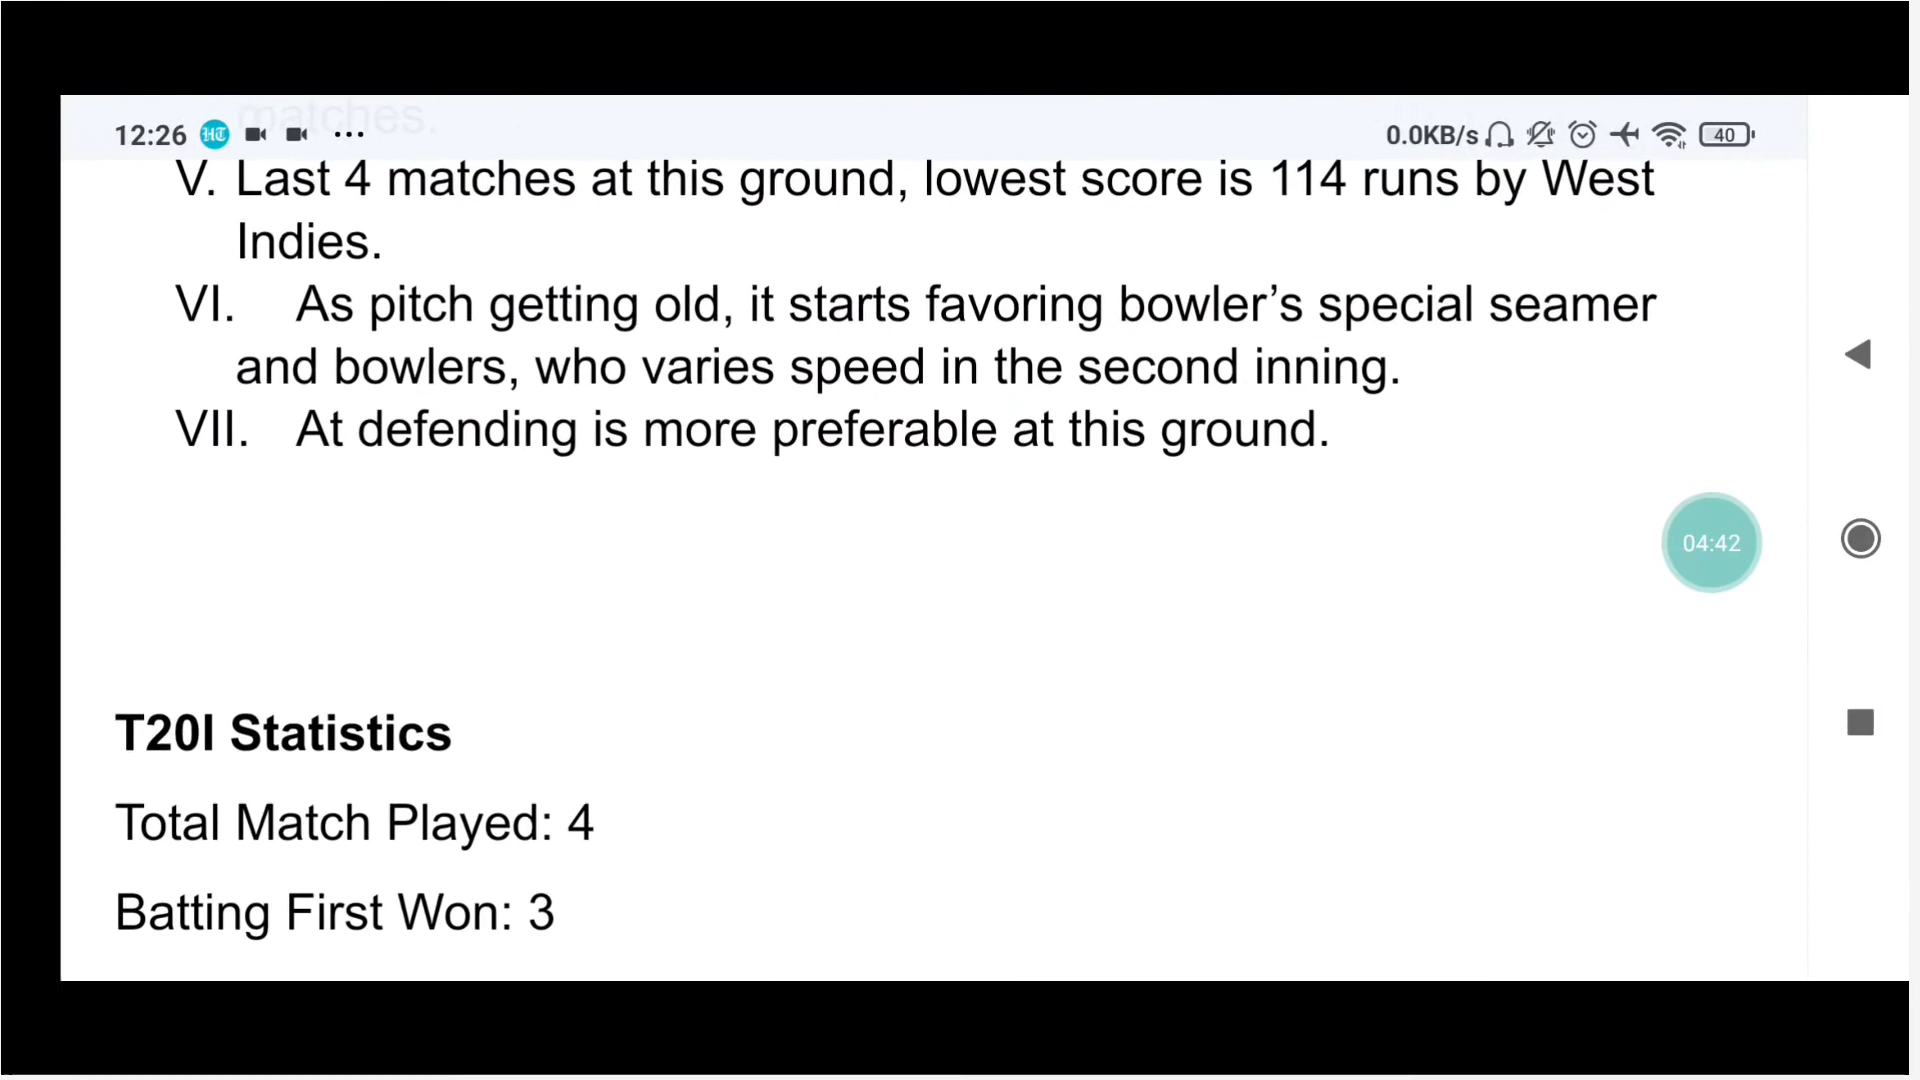 matches.
12:26 HT ... 0.0KB/s 40
V. Last 4 matches at this ground, lowest score is 114 runs by West
Indies.
VI. As pitch getting old, it starts favoring bowler’s special seamer
and bowlers, who varies speed in the second inning.
VII. At defending is more preferable at this ground.
04:42
T20I Statistics
Total Match Played: 4
Batting First Won: 3